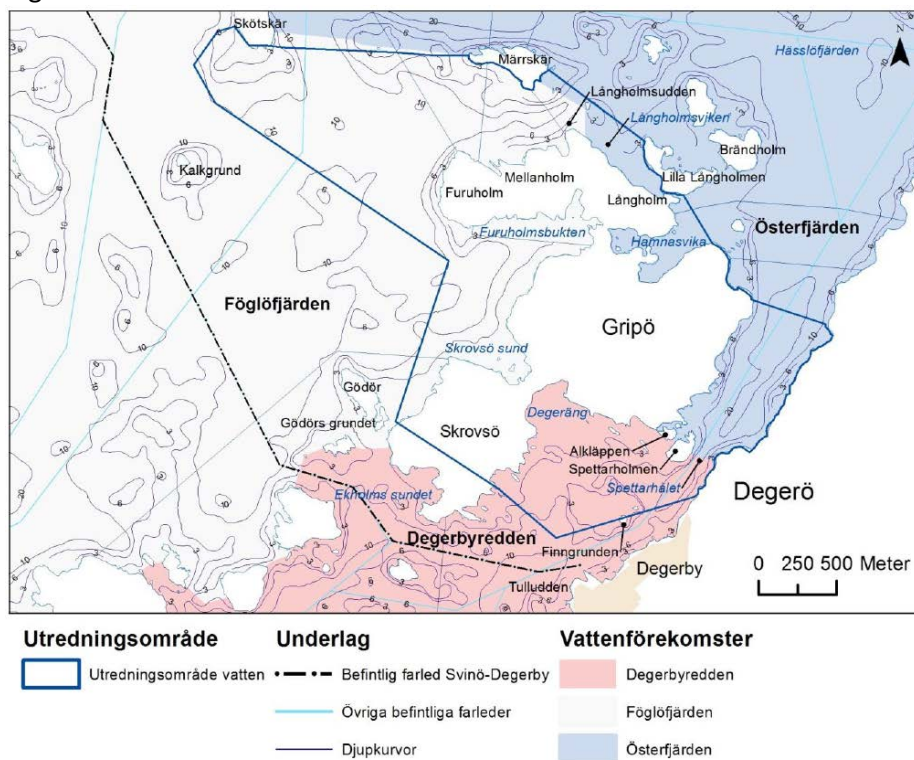 Skötskär
Märrskär
Hässlöfjärden
N
Långholmsudden
Långholmsviken
Brändholm
Kalkgrund
Mellanholm
Lilla Långholmen
Furuholm
Långholm
Furuholmsbukten
Hamnasvika
Österfjärden
Föglöfjärden
Gripö
Skrovsö sund
Gödör
Degeräng
Gödörs grundet
Skrovsö
Alkläppen
Spettarholmen
Spettarhålet
Ekholms sundet
Degerö
Degerbyredden
Finngrunden
Degerby
0 250 500 Meter
Tulludden
Utredningsområde
Underlag
Vattenförekomster
Utredningsområde vatten
Befintlig farled Svinö-Degerby
Degerbyredden
Övriga befintliga farleder
Föglöfjärden
Djupkurvor
Österfjärden